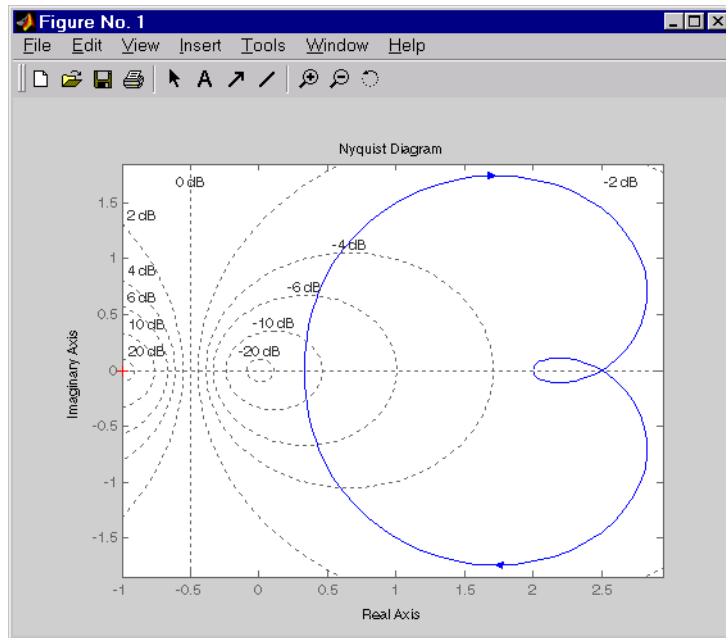 Figure No. 1
File Edit View Insert Tools Window Help
A
Nyquist Diagram
0 dB
-2 dB
2 dB
-4 dB
4 dB
-6 dB
6 dB
-10 dB
10 dB
-20 dB
20 dB
1.5
1
0.5
0
-0.5
-1
-1.5
Imaginary Axis
-1 -0.5 0 0.5 1 1.5 2 2.5
Real Axis